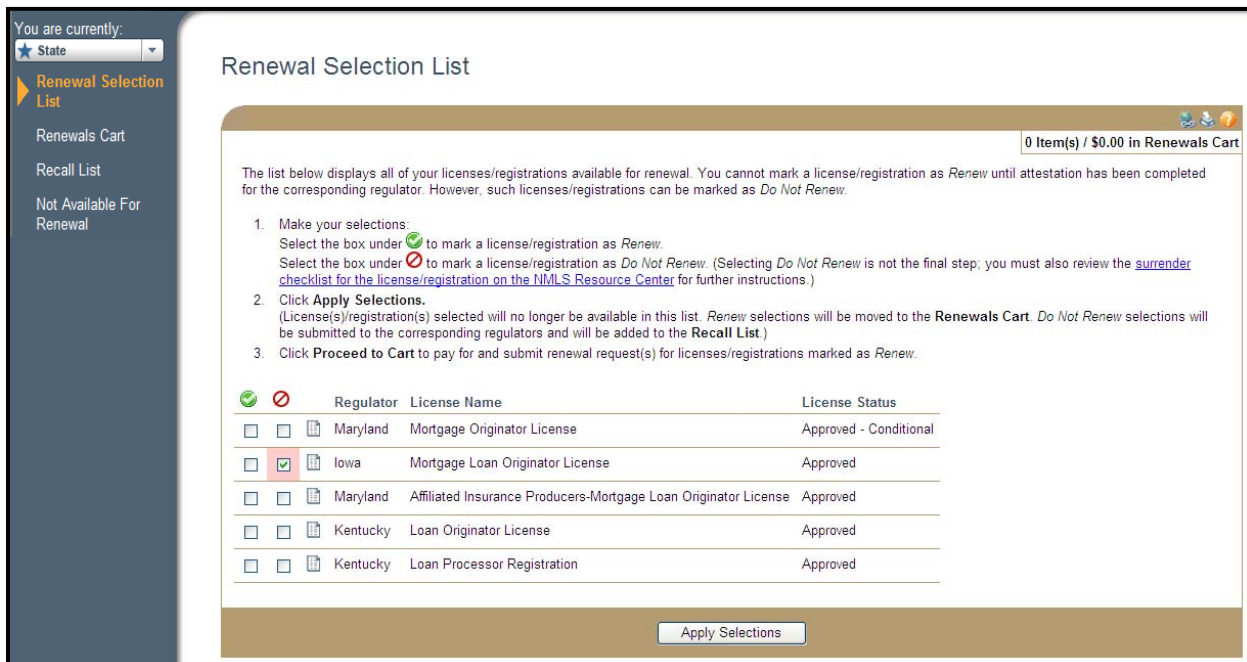 You are currently:
State
Renewal Selection
List
Renewals Cart
Recall List
Not Available For
Renewal
Renewal Selection List
0 Item(s) / $0.00 in Renewals Cart
The list below displays all of your licenses/registrations available for renewal. You cannot mark a license/registration as Renew until attestation has been completed
for the corresponding regulator. However, such licenses/registrations can be marked as Do Not Renew.
1. Make your selections:
Select the box under to mark a license/registration as Renew.
Select the box under to mark a license/registration as Do Not Renew. (Selecting Do Not Renew is not the final step; you must also review the surrender
checklist for the license/registration on the NMLS Resource Center for further instructions.)
2. Click Apply Selections.
(License(s)/registration(s) selected will no longer be available in this list. Renew selections will be moved to the Renewals Cart. Do Not Renew selections will
be submitted to the corresponding regulators and will be added to the Recall List.)
3. Click Proceed to Cart to pay for and submit renewal request(s) for licenses/registrations marked as Renew.
Regulator License Name License Status
Maryland Mortgage Originator License Approved - Conditional
Iowa Mortgage Loan Originator License Approved
Maryland Affiliated Insurance Producers-Mortgage Loan Originator License Approved
Kentucky Loan Originator License Approved
Kentucky Loan Processor Registration Approved
Apply Selections